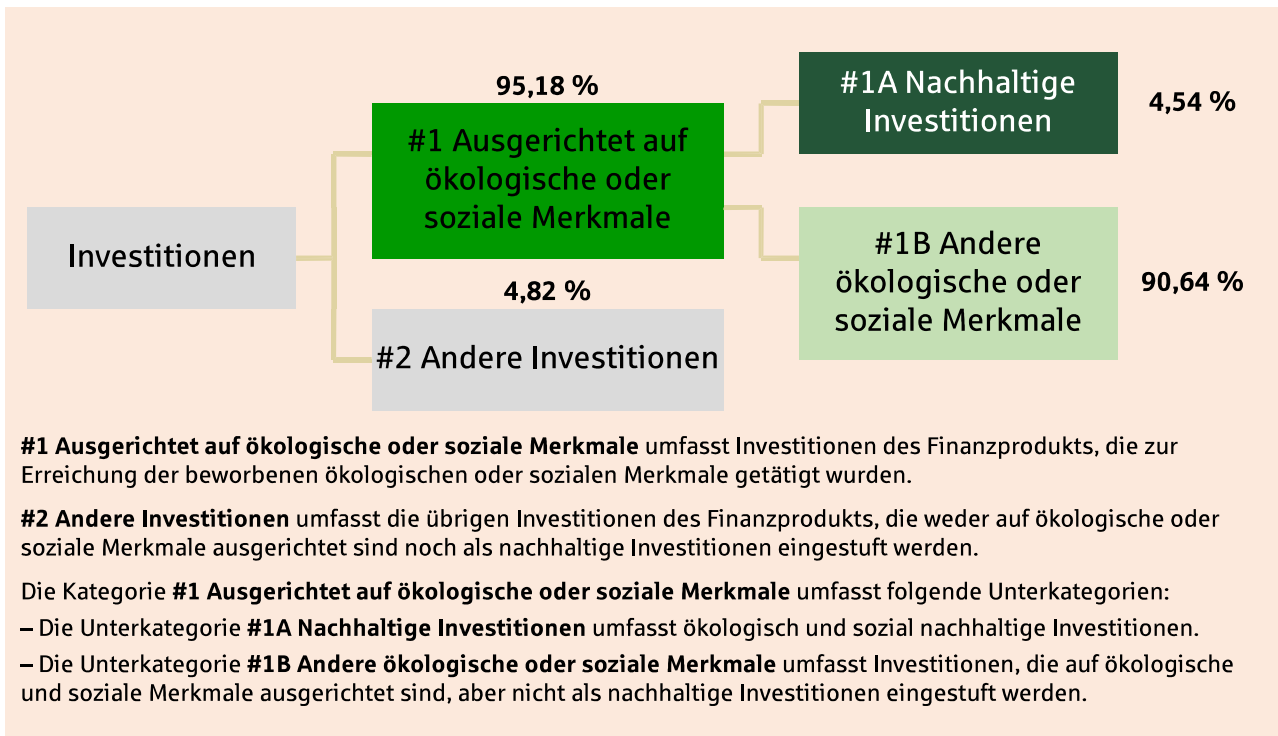 95,18 %
#1 Ausgerichtet auf
ökologische oder
soziale Merkmale
#1A Nachhaltige
Investitionen
4,54 %
Investitionen
#1B Andere
ökologische oder
soziale Merkmale
90,64 %
4,82 %
#2 Andere Investitionen
#1 Ausgerichtet auf ökologische oder soziale Merkmale umfasst Investitionen des Finanzprodukts, die zur
Erreichung der beworbenen ökologischen oder sozialen Merkmale getätigt wurden.
#2 Andere Investitionen umfasst die übrigen Investitionen des Finanzprodukts, die weder auf ökologische oder
soziale Merkmale ausgerichtet sind noch als nachhaltige Investitionen eingestuft werden.
Die Kategorie #1 Ausgerichtet auf ökologische oder soziale Merkmale umfasst folgende Unterkategorien:
– Die Unterkategorie #1A Nachhaltige Investitionen umfasst ökologisch und sozial nachhaltige Investitionen.
– Die Unterkategorie #1B Andere ökologische oder soziale Merkmale umfasst Investitionen, die auf ökologische
und soziale Merkmale ausgerichtet sind, aber nicht als nachhaltige Investitionen eingestuft werden.